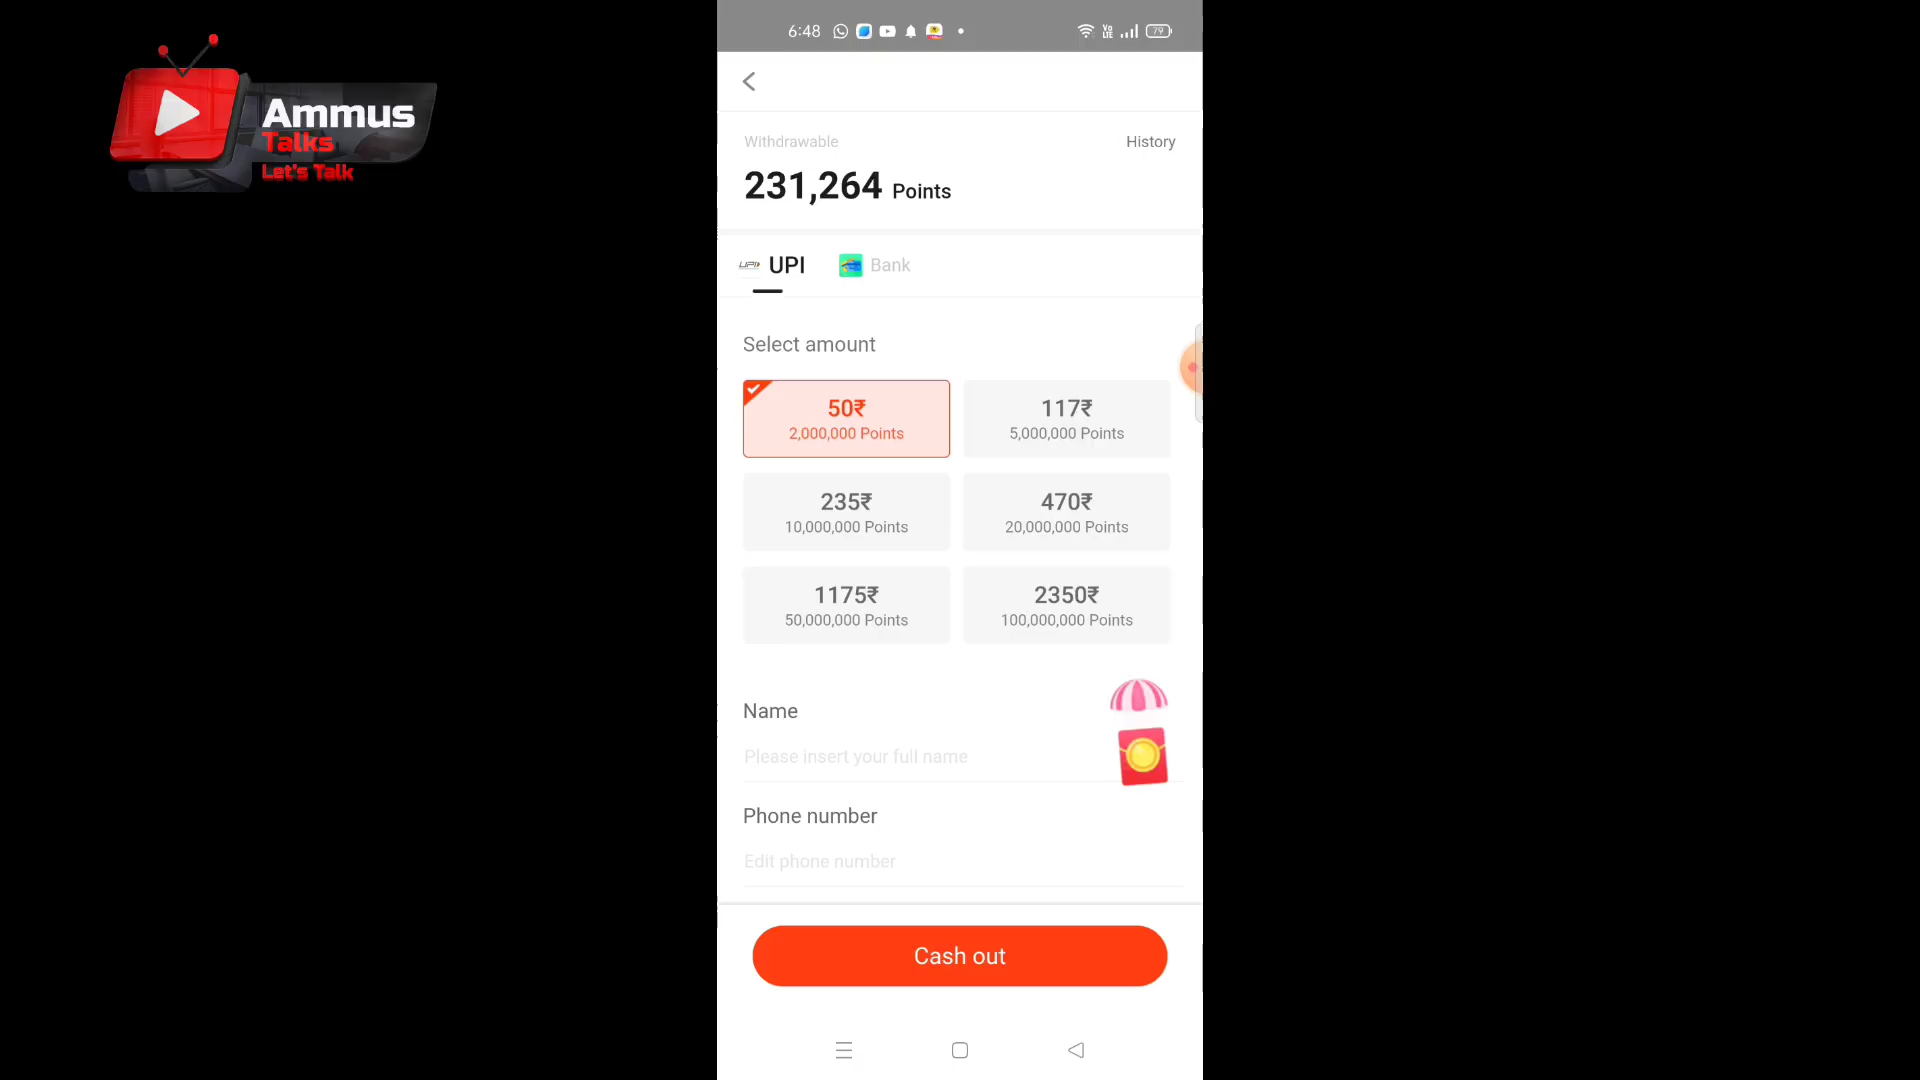 Ammus
Talks
Let's Talk
6:48
Vo
LTE
79
Withdrawable
History
231,264 Points
UPI UPI
Bank
Select amount
50₹
2,000,000 Points
117₹
5,000,000 Points
235₹
10,000,000 Points
470₹
20,000,000 Points
1175₹
50,000,000 Points
2350₹
100,000,000 Points
Name
Please insert your full name
Phone number
Edit phone number
Cash out